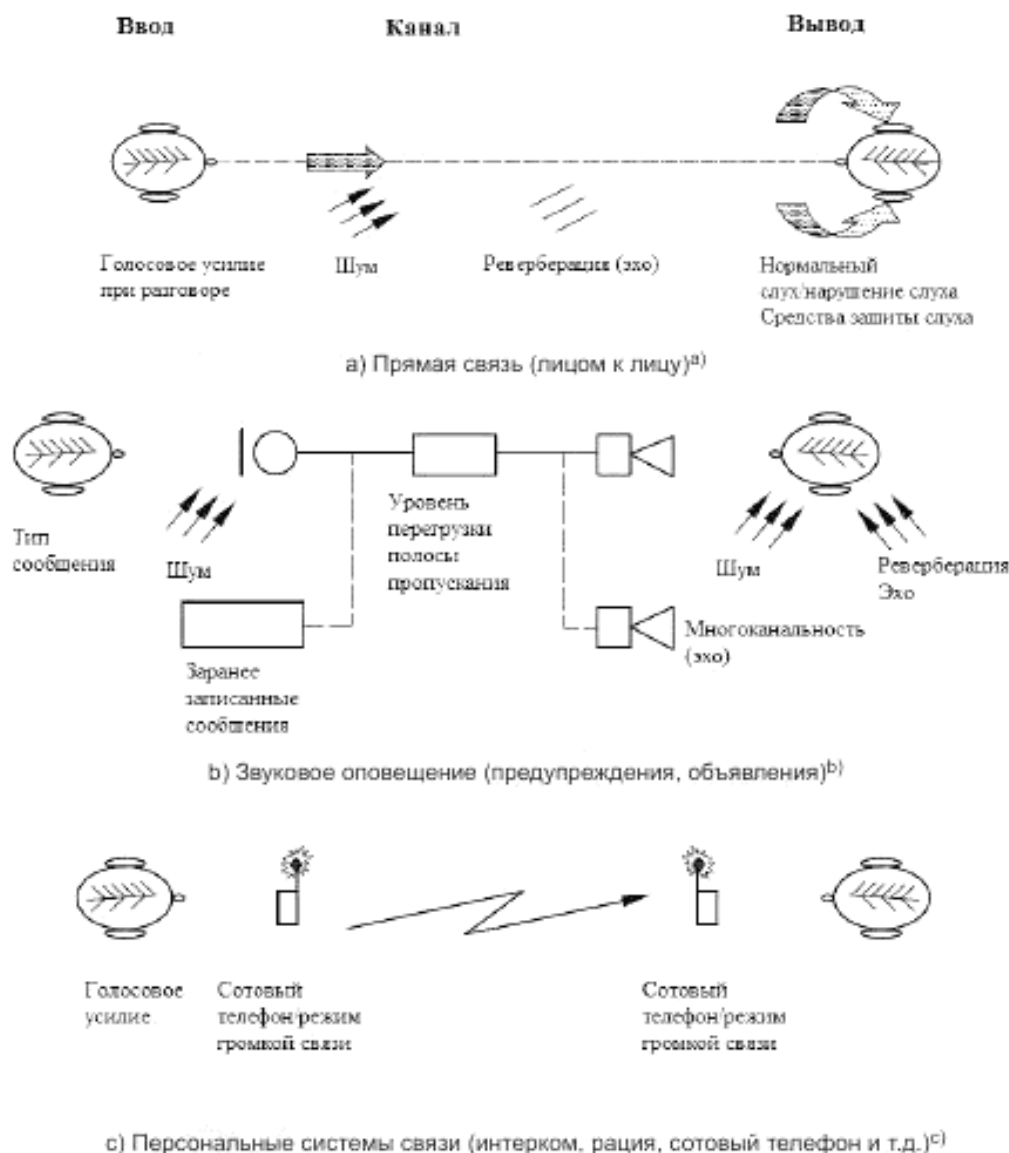 Ввод Канал Вывод
Голосовое усилие
при разговоре
Шум
Реверберация (эхо)
Нормальный
слух/нарушение слуха
Средства защиты слуха
a) Прямая связь (лицом к лицу)a)
Тип
сообщения
Шум
Уровень
перегрузки
полосы
пропускания
Шум
Реверберация
Эхо
Заранее
записанные
сообщения
Многоканальность
(эхо)
b) Звуковое оповещение (предупреждения, объявления)b)
Голосовое
усилие
Сотовый
телефон/режим
громкой связи
Сотовый
телефон/режим
громкой связи
c) Персональные системы связи (интерком, рация, сотовый телефон и т.д.)c)